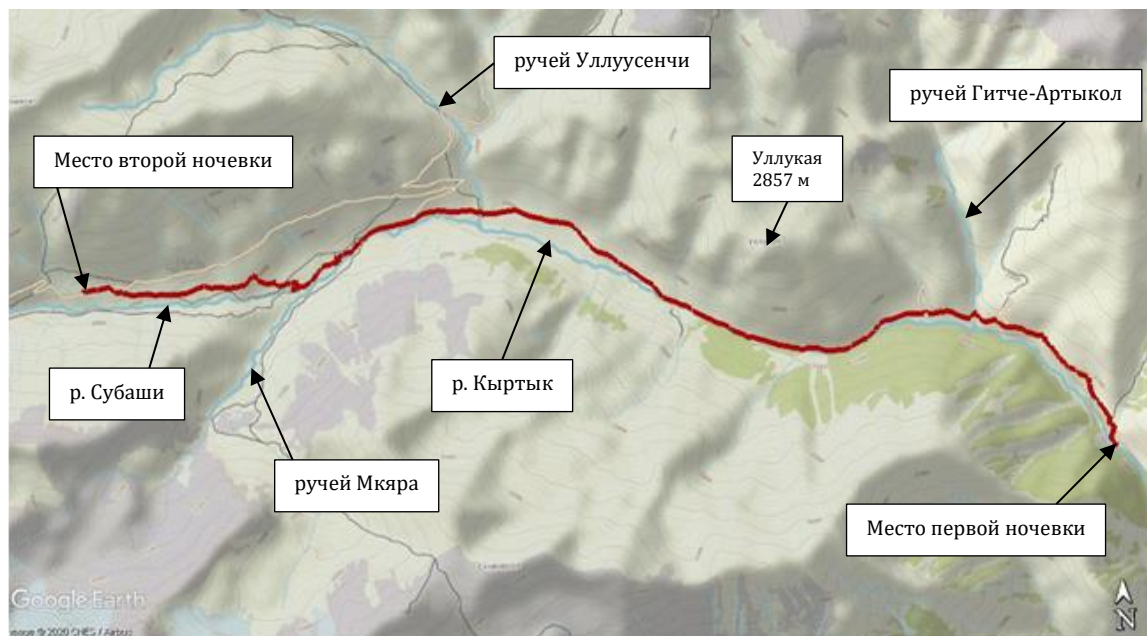 ручей Уллуусенчи
ручей Гитче-Артыкол
Место второй ночевки
Уллукая
2857 м
р. Субаши
р. Кыртык
ручей Мкяра
Место первой ночевки
Google Earth
N